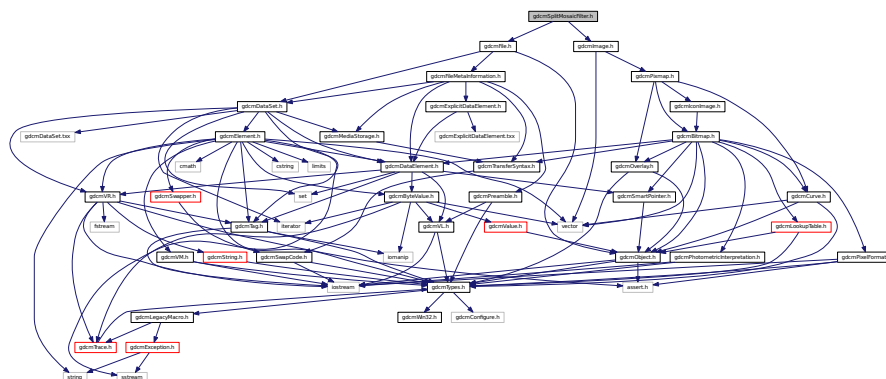 gdcmSplitMosaicFilter.h
gdcmFile.h
gdcmImage.h
gdcmFileMetaInformation.h
gdcmPixmap.h
gdcmDataSet.h
gdcmExplicitDataElement.h
gdcmIconImage.h
gdcmDataSet.txx
gdcmElement.h
gdcmMediaStorage.h
gdcmExplicitDataElement.txx
gdcmBitmap.h
cmath
cstring
limits
gdcmDataElement.h
gdcmTransferSyntax.h
gdcmOverlay.h
gdcmVR.h
gdcmSwapper.h
set
gdcmByteValue.h
gdcmPreamble.h
gdcmSmartPointer.h
gdcmCurve.h
fstream
gdcmTag.h
iterator
gdcmVL.h
gdcmValue.h
vector
gdcmLookupTable.h
gdcmVM.h
gdcmString.h
gdcmSwapCode.h
iomanip
gdcmObject.h
gdcmPhotometricInterpretation.h
gdcmPixelFormat.h
iostream
gdcmTypes.h
assert.h
gdcmLegacyMacro.h
gdcmWin32.h
gdcmConfigure.h
gdcmTrace.h
gdcmException.h
string
sstream